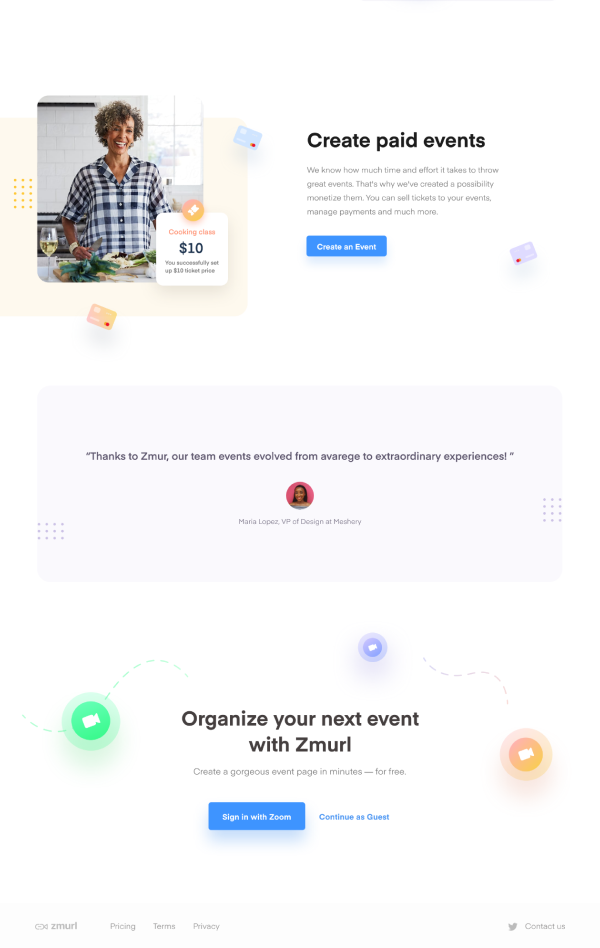 Create paid events
We know how much time and effort it takes to throw
great events. That's why we've created a possibility
monetize them. You can sell tickets to your events,
manage payments and much more.
Create an Event
Cooking class
$10
You successfully set
up $10 ticket price
“Thanks to Zmur, our team events evolved from avarege to extraordinary experiences! ”
Maria Lopez, VP of Design at Meshery
Organize your next event
with Zmurl
Create a gorgeous event page in minutes — for free.
Sign in with Zoom
Continue as Guest
zmurl
Pricing
Terms
Privacy
Contact us